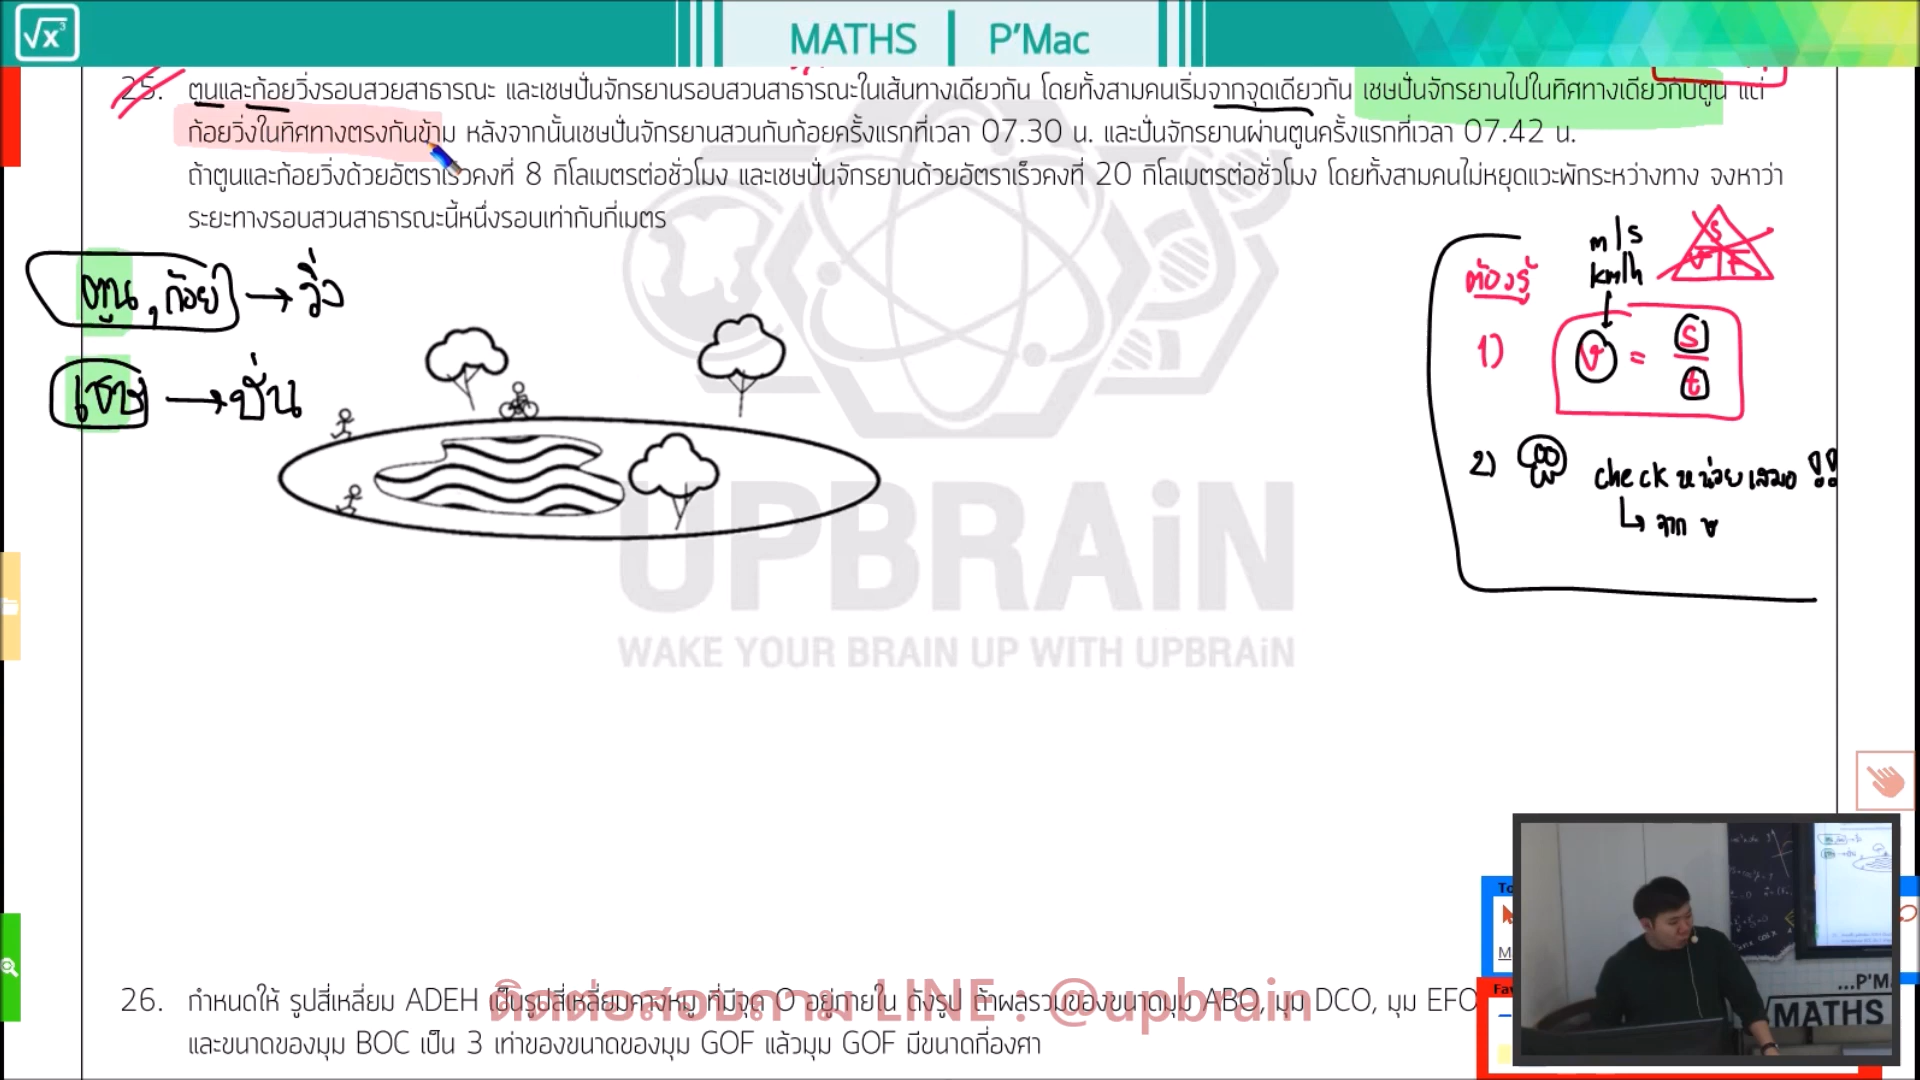 √x³
MATHS | P’Mac
25. ตูนและก้อยวิ่งรอบสวยสาธารณะ และเชษปั่นจักรยานรอบสวนสาธารณะในเส้นทางเดียวกัน โดยทั้งสามคนเริ่มจากจุดเดียวกัน เชษปั่นจักรยานไปในทิศทางเดียวกับตูน แต่
ก้อยวิ่งในทิศทางตรงกันข้าม หลังจากนั้นเชษปั่นจักรยานสวนกับก้อยครั้งแรกที่เวลา 07.30 น. และปั่นจักรยานผ่านตูนครั้งแรกที่เวลา 07.42 น.
ถ้าตูนและก้อยวิ่งด้วยอัตราเร็วคงที่ 8 กิโลเมตรต่อชั่วโมง และเชษปั่นจักรยานด้วยอัตราเร็วคงที่ 20 กิโลเมตรต่อชั่วโมง โดยทั้งสามคนไม่หยุดแวะพักระหว่างทาง จงหาว่า
ระยะทางรอบสวนสาธารณะนี้หนึ่งรอบเท่ากับกี่เมตร
ตูน, ก้อย → วิ่ง
เชษ → ปั่น
ต้องรู้
m/s
km/h
S
V T
1) v = s/t
2) check หน่วยเสมอ !!
↳ จาก v
UPBRAiN
WAKE YOUR BRAIN UP WITH UPBRAiN
26. กำหนดให้ รูปสี่เหลี่ยม ADEH เป็นรูปสี่เหลี่ยมคางหมู ที่มีจุด O อยู่ภายใน ดังรูป ถ้าผลรวมของขนาดมุม ABO, มุม DCO, มุม EFO
และขนาดของมุม BOC เป็น 3 เท่าของขนาดของมุม GOF แล้วมุม GOF มีขนาดกี่องศา
ติดต่อสอบถาม LINE : @upbrain
To
M
Fav
...P'M
MATHS